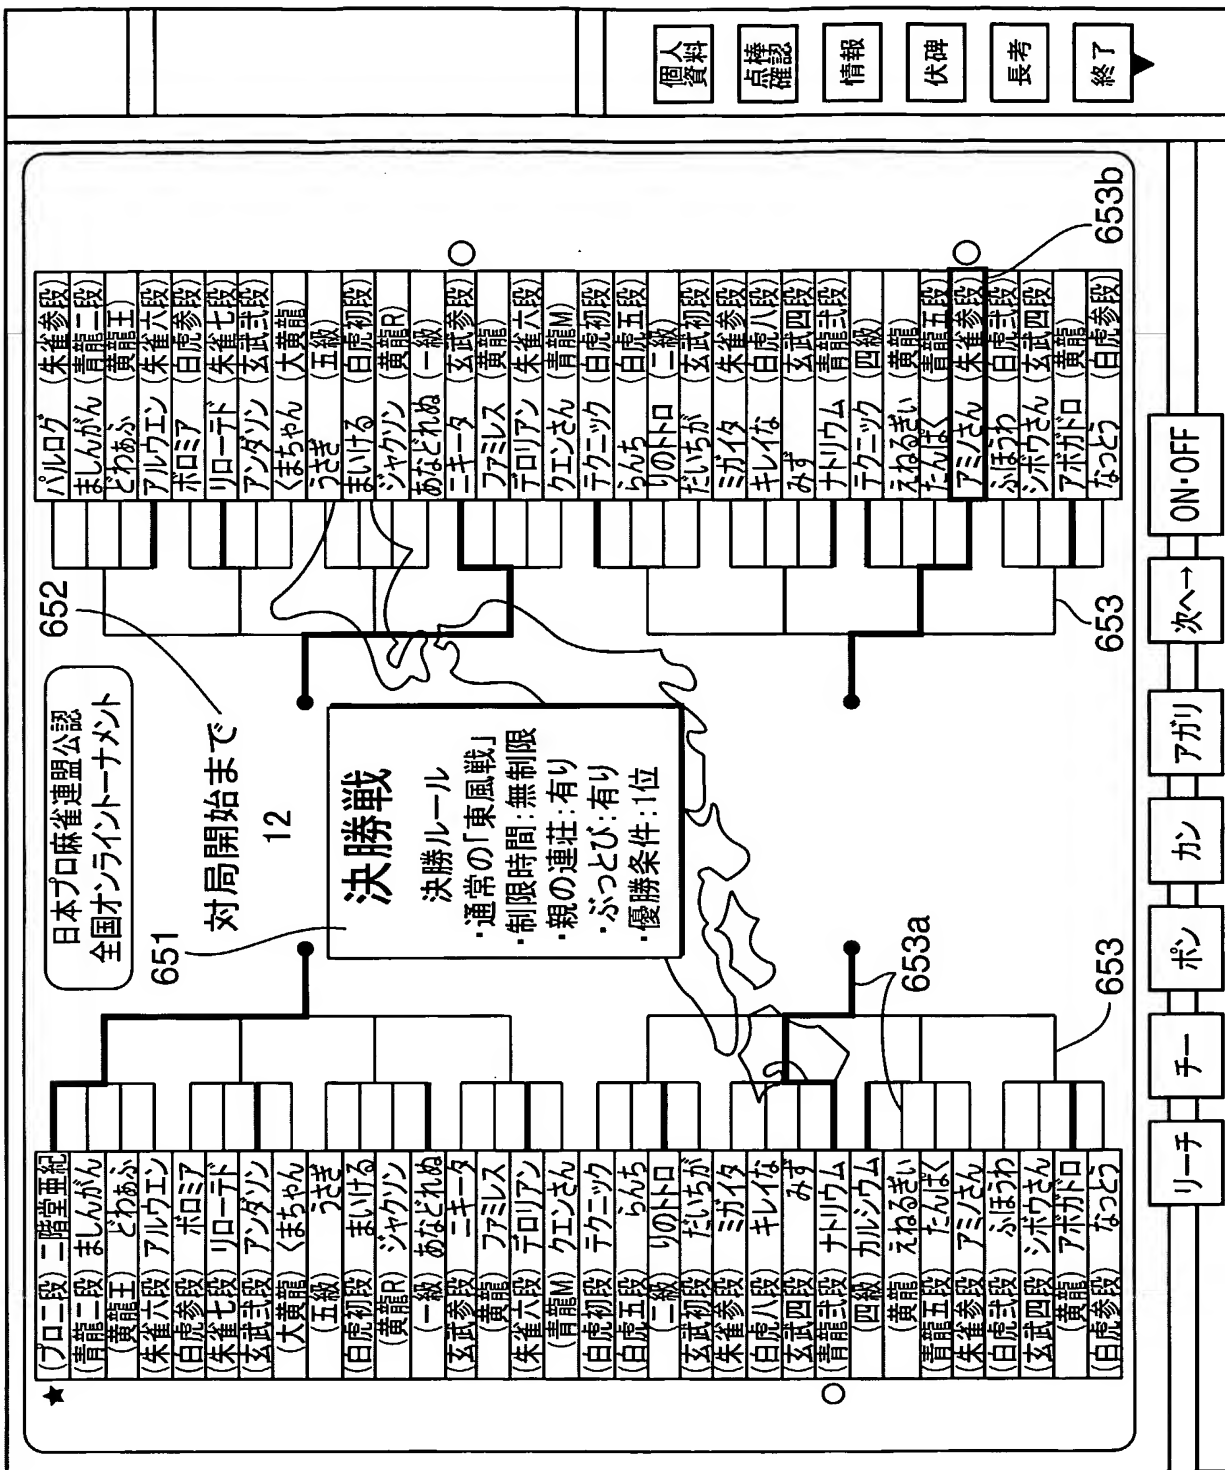 日本プロ麻雀連盟公認
全国オンライントーナメント
652
対局開始まで
12
651
決勝戦
決勝ルール
・通常の「東風戦」
・制限時間：無制限
・親の連荘：有り
・ぶっとび：有り
・優勝条件：1位
★（プロ二段）二階堂亜紀
（青龍二段）ましんがん
（黄龍王）どわあふ
（朱雀六段）アルウエン
（白虎参段）ボロミア
（朱雀七段）リローデド
（玄武弐段）アンダソン
（大黄龍）くまちゃん
（五級）うさぎ
（白虎初段）まいける
（黄龍R）ジャクソン
（一級）あなどれぬ
（玄武参段）ニキータ
（黄龍）ファミレス
（朱雀六段）デロリアン
（青龍M）クエンさん
（白虎初段）テクニック
（白虎五段）らんち
（二級）りのトトロ
（玄武初段）だいちが
（朱雀参段）ミガイタ
（白虎八段）キレイな
（玄武四段）みず
○（青龍弐段）ナトリウム
（四級）カルシウム
（黄龍）えねるぎい
（青龍五段）たんぱく
（朱雀参段）アミノさん
（白虎弐段）ふほうわ
（玄武四段）シボウさん
（黄龍）アボガドロ
（白虎参段）なっとう
パルログ（朱雀参段）
ましんがん（青龍二段）
どわあふ（黄龍王）
アルウエン（朱雀六段）
ボロミア（白虎参段）
リローデド（朱雀七段）
アンダソン（玄武弐段）
くまちゃん（大黄龍）
うさぎ（五級）
まいける（白虎初段）
ジャクソン（黄龍R）
あなどれぬ（一級）
ニキータ（玄武参段）○
ファミレス（黄龍）
デロリアン（朱雀六段）
クエンさん（青龍M）
テクニック（白虎初段）
らんち（白虎五段）
りのトトロ（二級）
だいちが（玄武初段）
ミガイタ（朱雀参段）
キレイな（白虎八段）
みず（玄武四段）
ナトリウム（青龍弐段）
テクニック（四級）
えねるぎい（黄龍）
たんぱく（青龍五段）
アミノさん（朱雀参段）○
ふほうわ（白虎弐段）
シボウさん（玄武四段）
アボガドロ（黄龍）
なっとう（白虎参段）
653a
653
653
653b
個人資料
点棒確認
情報
伏碑
長考
終了
リーチ
チー
ポン
カン
アガリ
次へ→
ON・OFF